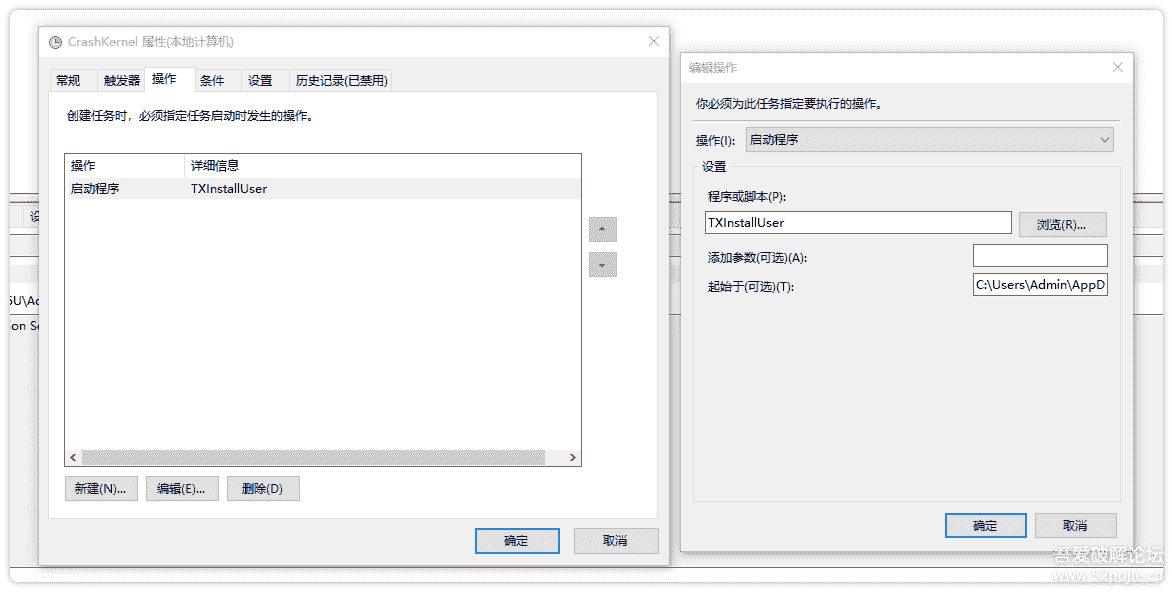 CrashKernel 属性(本地计算机)
常规 触发器 操作 条件 设置 历史记录(已禁用)
创建任务时，必须指定任务启动时发生的操作。
操作 详细信息
启动程序 TXInstallUser
新建(N)... 编辑(E)... 删除(D)
确定 取消
编辑操作
你必须为此任务指定要执行的操作。
操作(I): 启动程序
设置
程序或脚本(P):
TXInstallUser 浏览(R)...
添加参数(可选)(A):
起始于(可选)(T): C:\Users\Admin\AppD
确定 取消
吾爱破解论坛
www.52pojie.cn